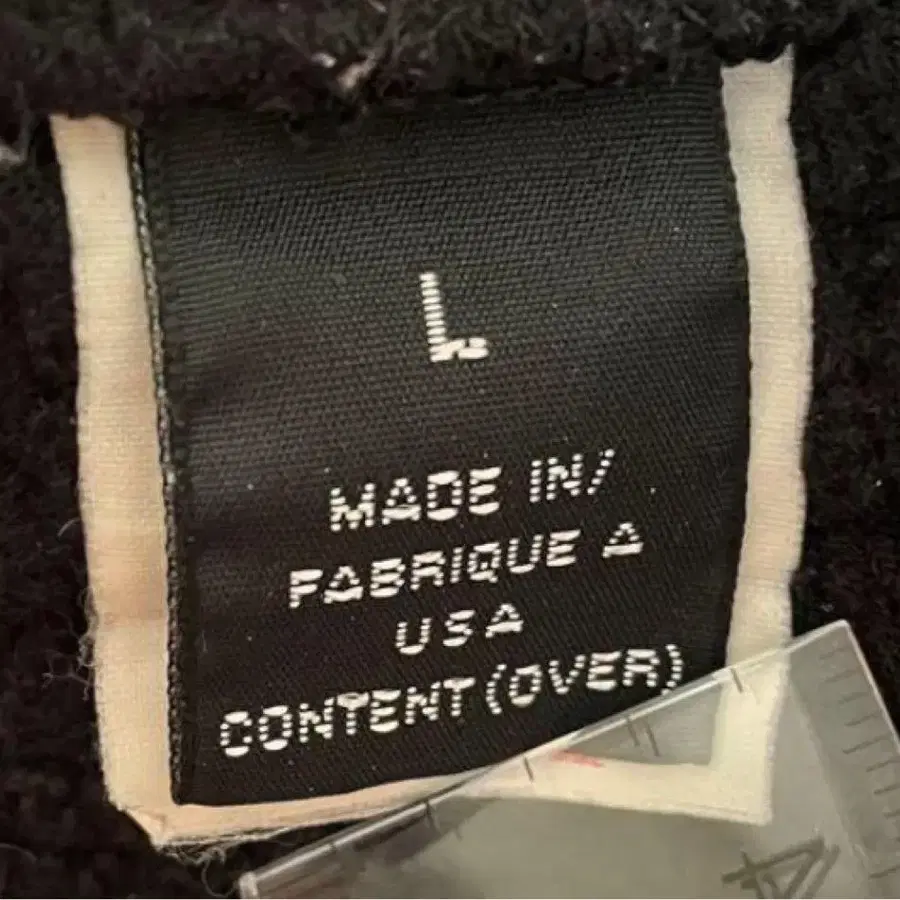 L
MADE IN/
FABRIQUE A
USA
CONTENT (OVER)